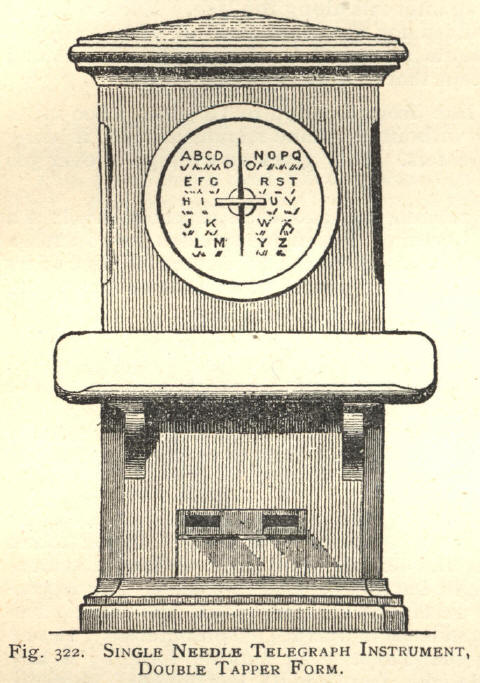 ABCD NOPQ
EFG RST
HI UV
JK WX
LM YZ
Fig. 322. SINGLE NEEDLE TELEGRAPH INSTRUMENT,
DOUBLE TAPPER FORM.